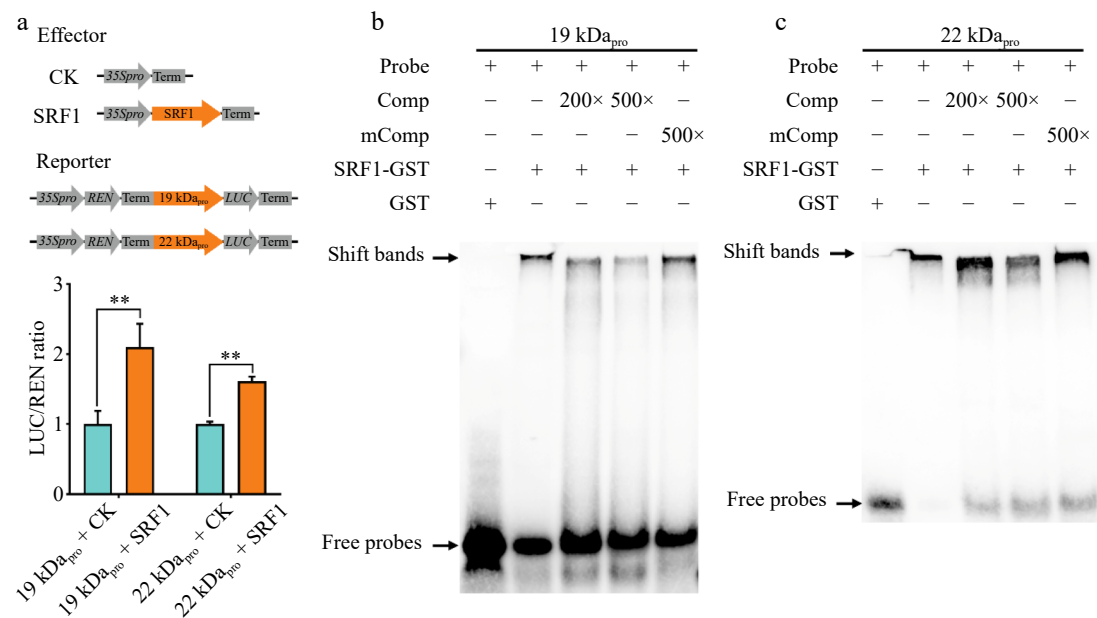 a
Effector
CK
35Spro Term
SRF1
35Spro SRF1 Term
Reporter
35Spro REN Term 19 kDapro LUC Term
35Spro REN Term 22 kDapro LUC Term
LUC/REN ratio
3
2
1
0
**
**
19 kDapro + CK
19 kDapro + SRF1
22 kDapro + CK
22 kDapro + SRF1
b
19 kDapro
Probe + + + + +
Comp − − 200× 500× −
mComp − − − − 500×
SRF1-GST − + + + +
GST + − − − −
Shift bands
Free probes
c
22 kDapro
Probe + + + + +
Comp − − 200× 500× −
mComp − − − − 500×
SRF1-GST − + + + +
GST + − − − −
Shift bands
Free probes